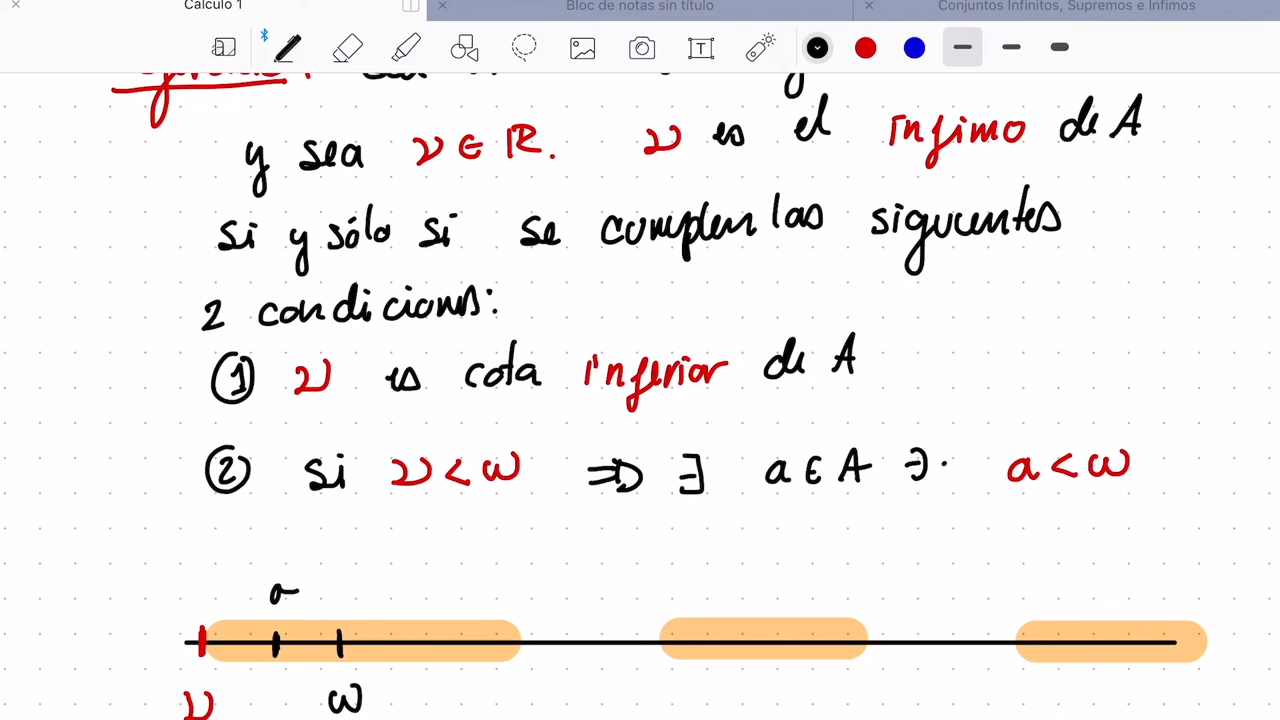 Calculo 1
Bloc de notas sin título
Conjuntos Infinitos, Supremos e Infimos
T
y sea ν ∈ ℝ. ν es el ínfimo de A
si y sólo si se cumplen las siguientes
2 condiciones:
① ν es cota inferior de A
② si ν < ω ⇒ ∃ a ∈ A ∋· a < ω
a
ν ω